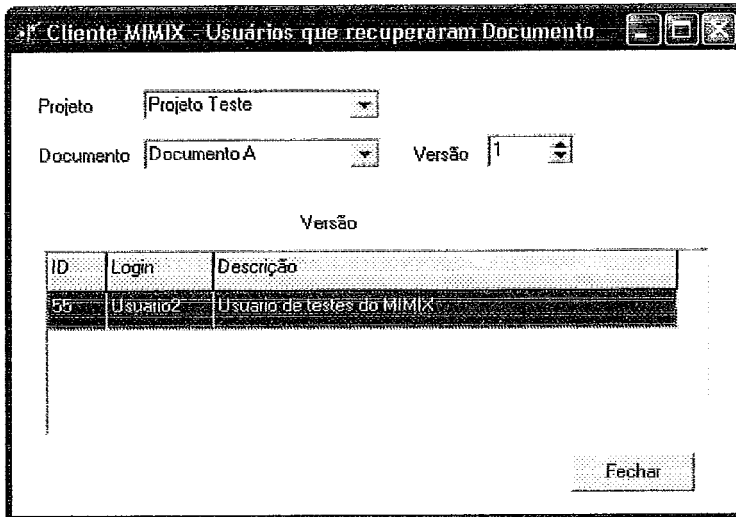 Cliente MIMIX - Usuários que recuperaram Documento
Projeto Projeto Teste
Documento Documento A Versão 1
Versão
ID Login Descrição
55 Usuario2 Usuario de testes do MIMIX
Fechar